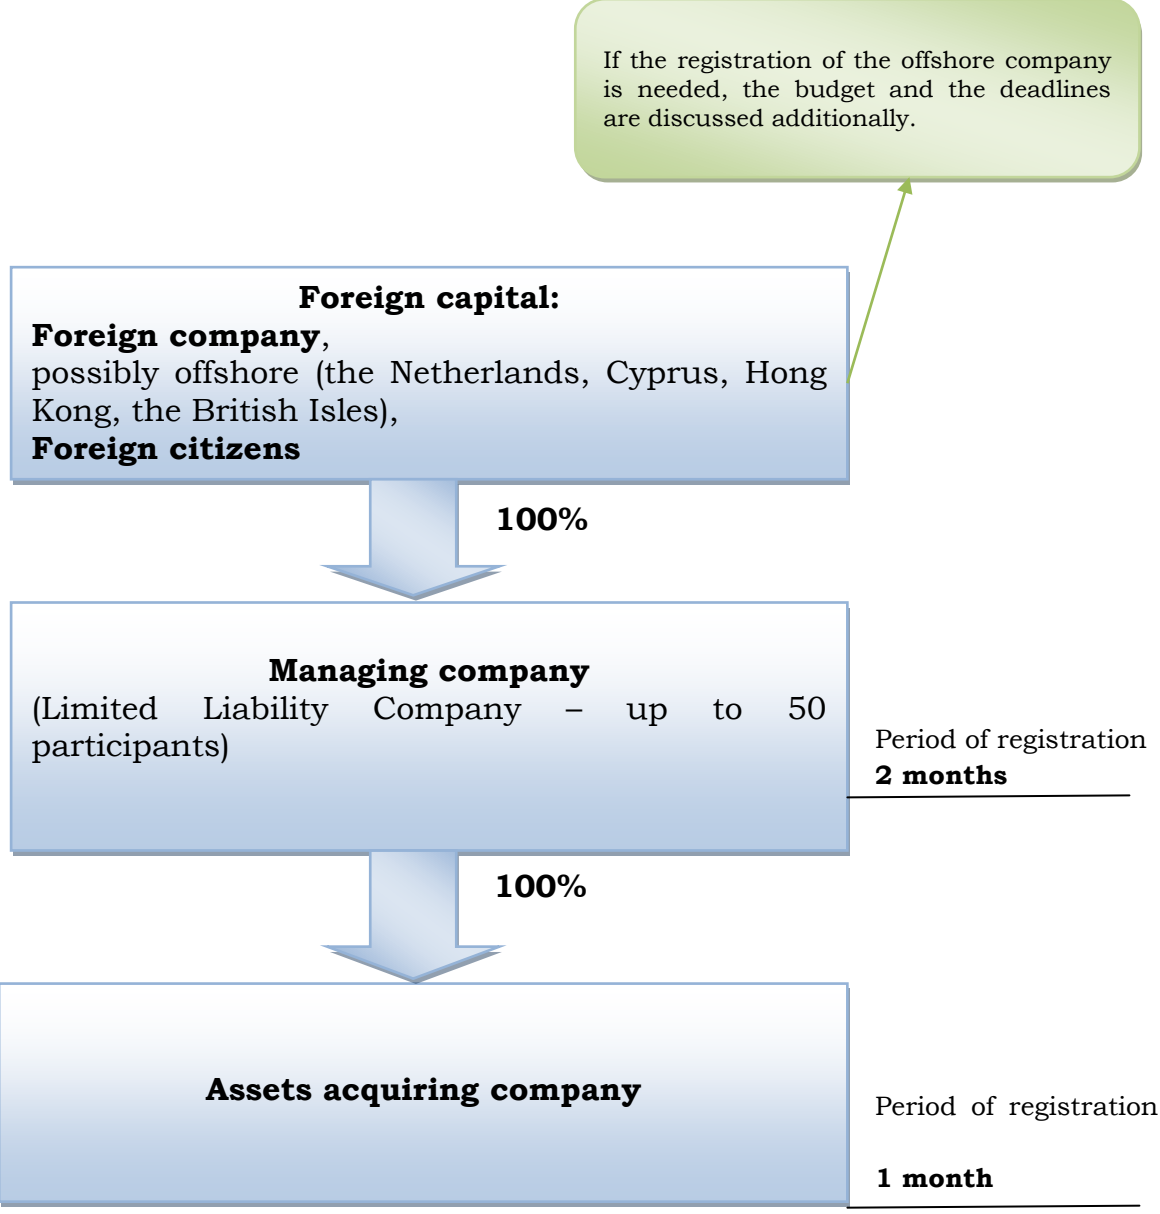 If the registration of the offshore company
is needed, the budget and the deadlines
are discussed additionally.
Foreign capital:
Foreign company,
possibly offshore (the Netherlands, Cyprus, Hong
Kong, the British Isles),
Foreign citizens
100%
Managing company
(Limited Liability Company – up to 50
participants)
Period of registration
2 months
100%
Assets acquiring company
Period of registration
1 month